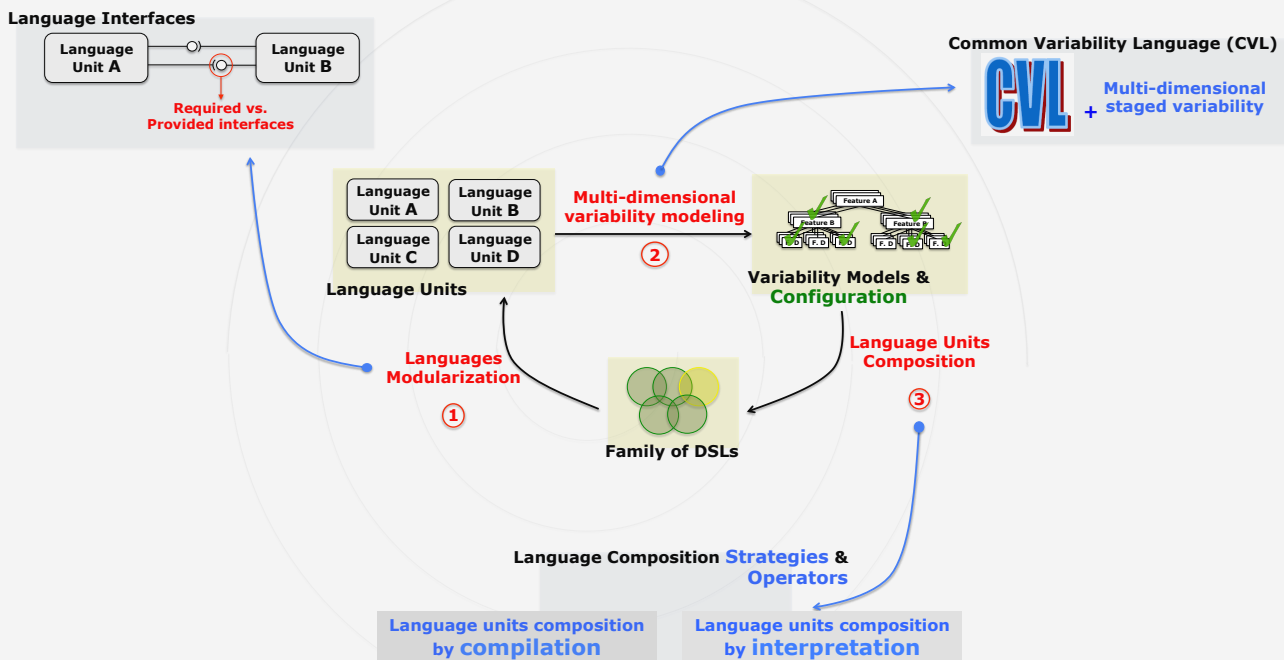 Language Interfaces
Language
Unit A
Language
Unit B
Required vs.
Provided interfaces
Common Variability Language (CVL)
CVL
+
Multi-dimensional
staged variability
Language
Unit A
Language
Unit B
Language
Unit C
Language
Unit D
Language Units
Multi-dimensional
variability modeling
2
Feature A
Feature B
Feature B
F. D
F. D
F. D
F. D
F. D
F. D
Variability Models &
Configuration
Languages
Modularization
1
Language Units
Composition
3
Family of DSLs
Language Composition Strategies &
Operators
Language units composition
by compilation
Language units composition
by interpretation